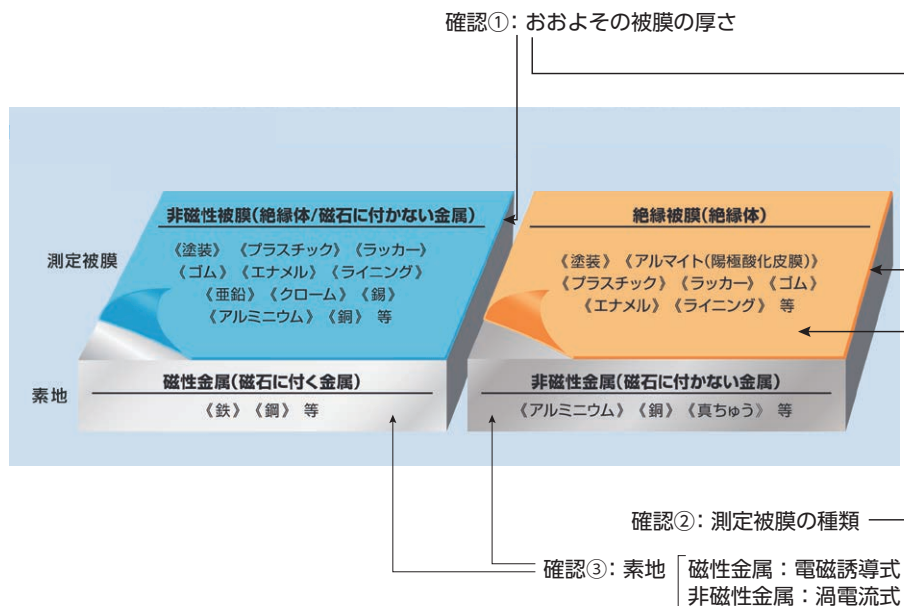 確認①：おおよその被膜の厚さ
測定被膜
非磁性被膜(絶縁体/磁石に付かない金属)
《塗装》《プラスチック》《ラッカー》
《ゴム》《エナメル》《ライニング》
《亜鉛》《クローム》《錫》
《アルミニウム》《銅》等
絶縁被膜(絶縁体)
《塗装》《アルマイト(陽極酸化皮膜)》
《プラスチック》《ラッカー》《ゴム》
《エナメル》《ライニング》等
素地
磁性金属(磁石に付く金属)
《鉄》《鋼》等
非磁性金属(磁石に付かない金属)
《アルミニウム》《銅》《真ちゅう》等
確認②：測定被膜の種類
確認③：素地
磁性金属：電磁誘導式
非磁性金属：渦電流式